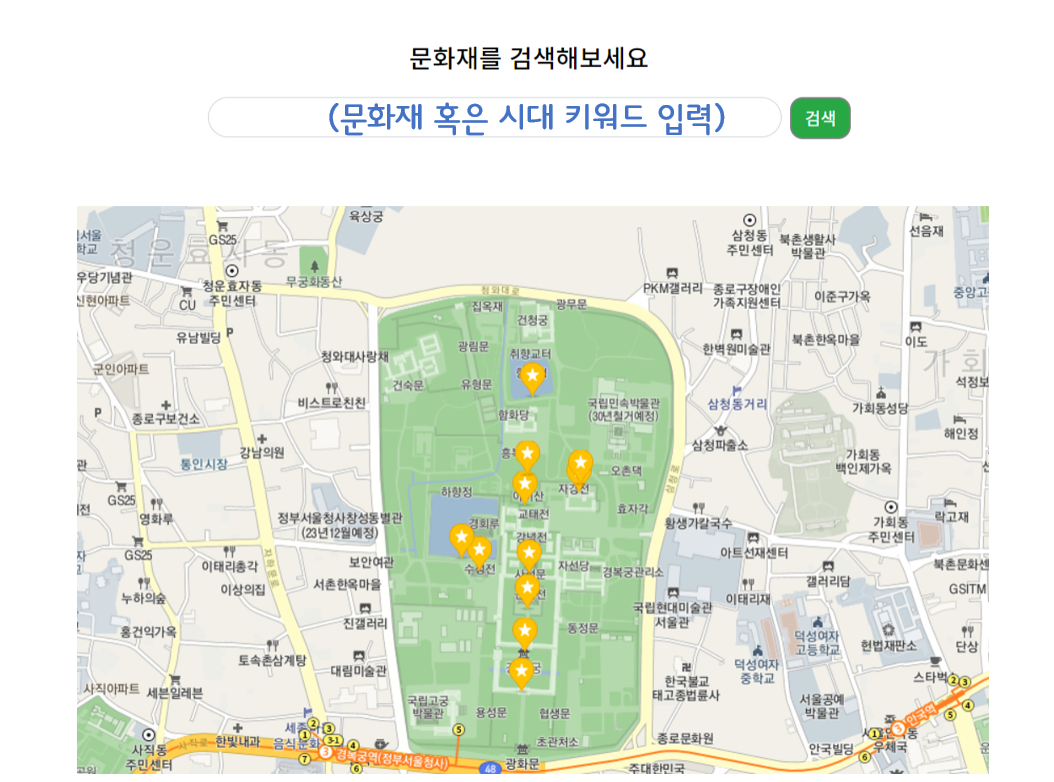 문화재를 검색해보세요
(문화재 혹은 시대 키워드 입력)
검색
육상궁
GS25
청운효자동
삼청동
주민센터
북촌생활사
박물관
선음재
우당기념관
청운효자동
주민센터
무궁화동산
청와대로
PKM갤러리
종로구장애인
가족지원센터
이준구가옥
중앙고
신현아파트
CU
집옥재
광무문
건청궁
유남빌딩
P
광림문
취향교터
한벽원미술관
북촌한옥마을
이도
가회
청와대사랑채
군인아파트
건숙문
유형문
석정보
비스트로친친
함화당
국립민속박물관
(30년철거예정)
삼청동거리
가회동성당
P
종로구보건소
해인정
삼청파출소
강남의원
통인시장
오촌댁
가회동
백인제가옥
자경전
삼청로
GS25
하향정
영화루
교태전
효자각
정부서울청사창성동별관
(23년12월예정)
경회루
황생가칼국수
가회동
주민센터
락고재
강녕전
GS25
아트선재센터
이태리총각
보안여관
수정전
자선당
경복궁관리소
북촌문화센
자하문로
갤러리담
이상의집
서촌한옥마을
GSITM
누하의숲
국립현대미술관
서울관
이태리재
진갤러리
홍건익가옥
동정문
덕성여자
고등학교
헌법재판소
단상
토속촌삼계탕
대림미술관
덕성여자
중학교
한국불교
태고종법륜사
스타벅
사직아파트
세븐일레븐
국립고궁
박물관
용성문
협생문
서울공예
박물관
안국역
사직동
주민센터
사직로
한빛내과
음식문화
초관처소
종로문화원
안국빌딩
우체국
경복궁역(정부서울청사)
48
광화문
주대한민국